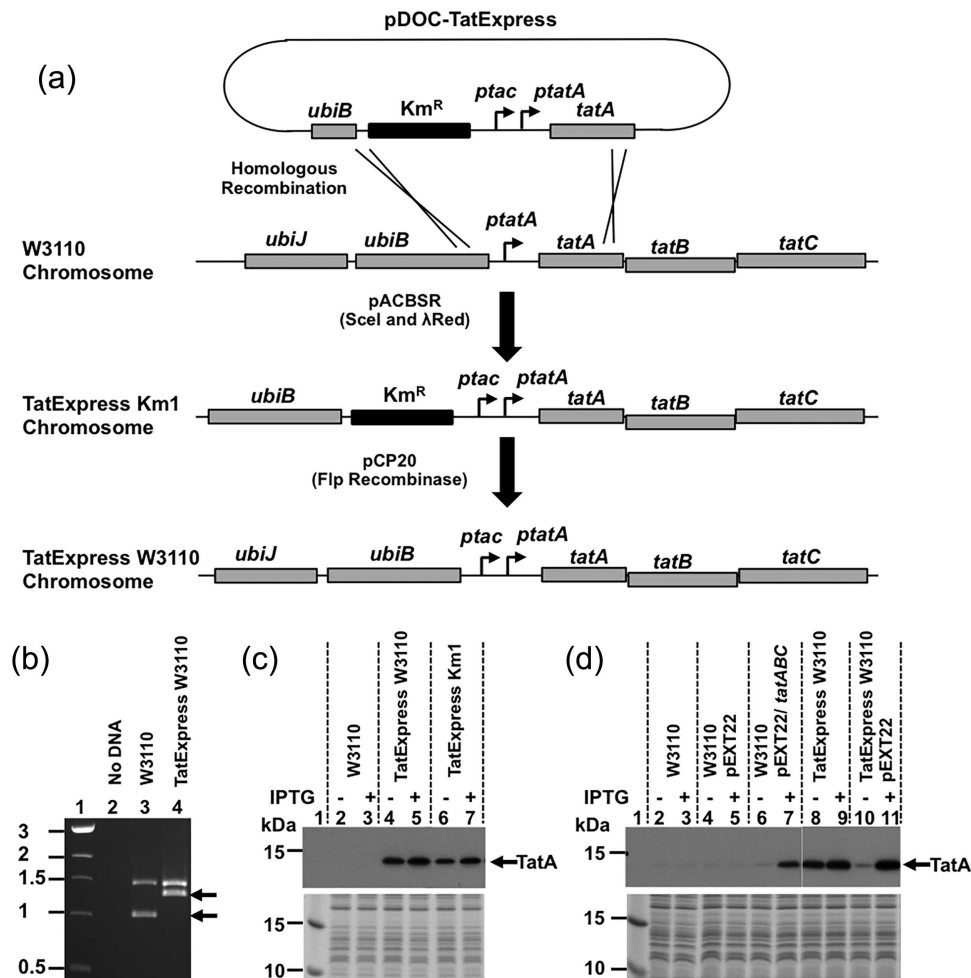 pDOC-TatExpress
(a)
ptac ptatA
ubiB KmR tatA
Homologous
Recombination
ptatA
W3110
Chromosome
ubiJ ubiB tatA tatB tatC
pACBSR
(SceI and λRed)
ptac ptatA
TatExpress Km1
Chromosome
ubiB KmR tatA tatB tatC
pCP20
(Flp Recombinase)
ptac ptatA
TatExpress W3110
Chromosome
ubiJ ubiB tatA tatB tatC
(b)
No DNA
W3110
TatExpress W3110
1 2 3 4
3
2
1.5
1
0.5
(c)
W3110
TatExpress W3110
TatExpress Km1
IPTG - + - + - +
1 2 3 4 5 6 7
kDa
15
TatA
15
10
(d)
W3110
W3110
pEXT22
W3110
pEXT22/ tatABC
TatExpress W3110
TatExpress W3110
pEXT22
IPTG - + - + - + - + - +
1 2 3 4 5 6 7 8 9 10 11
kDa
15
TatA
15
10